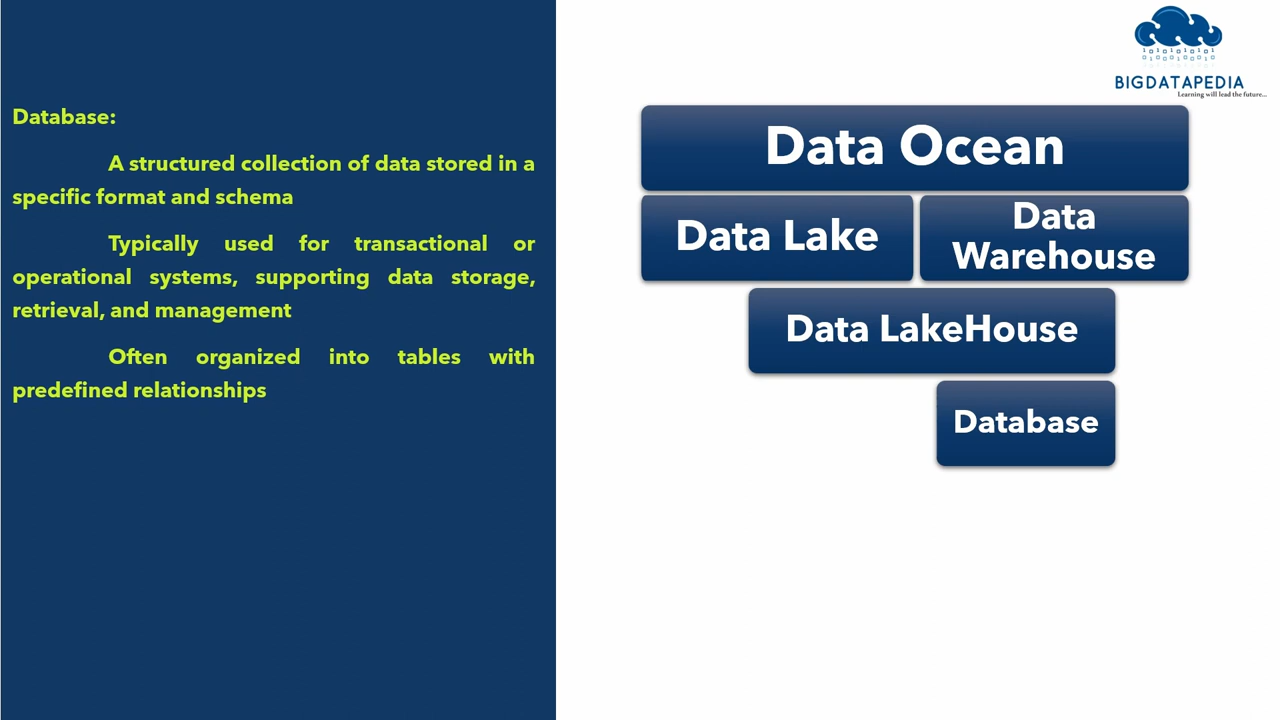 Database:
A structured collection of data stored in a
specific format and schema
Typically used for transactional or
operational systems, supporting data storage,
retrieval, and management
Often organized into tables with
predefined relationships
BIGDATAPEDIA
Learning will lead the future...
Data Ocean
Data Lake
Data
Warehouse
Data LakeHouse
Database